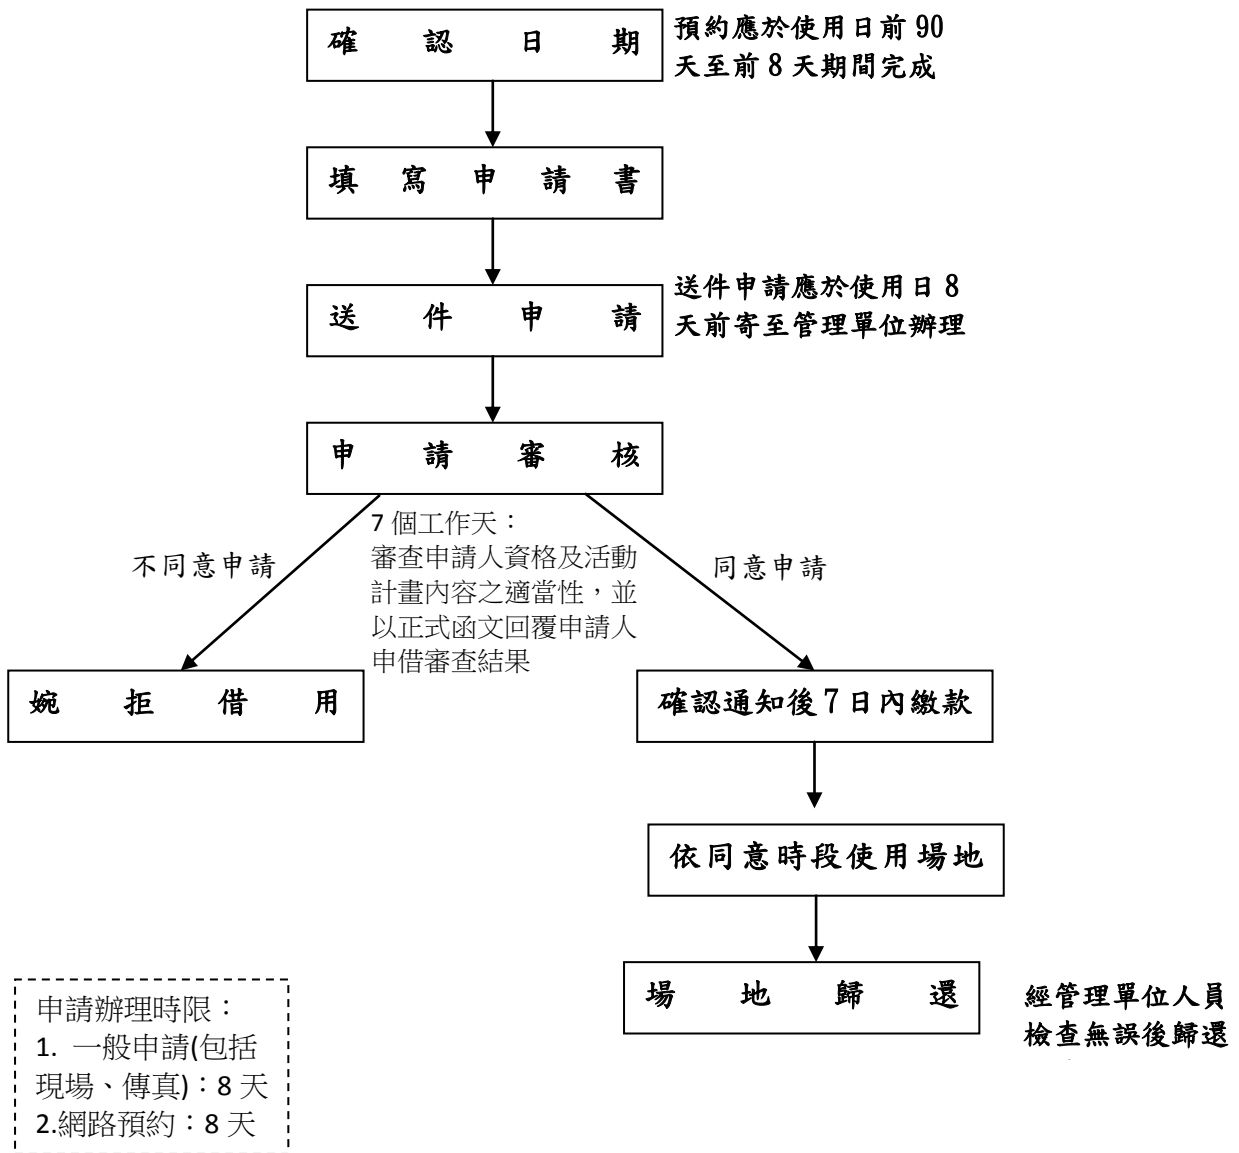 確認日期
預約應於使用日前 90
天至前 8 天期間完成
填寫申請書
送件申請
送件申請應於使用日 8
天前寄至管理單位辦理
申請審核
不同意申請
7 個工作天：
審查申請人資格及活動
計畫內容之適當性，並
以正式函文回覆申請人
申借審查結果
同意申請
婉拒借用
確認通知後 7 日內繳款
依同意時段使用場地
場地歸還
經管理單位人員
檢查無誤後歸還
申請辦理時限：
1. 一般申請(包括
現場、傳真)：8 天
2.網路預約：8 天